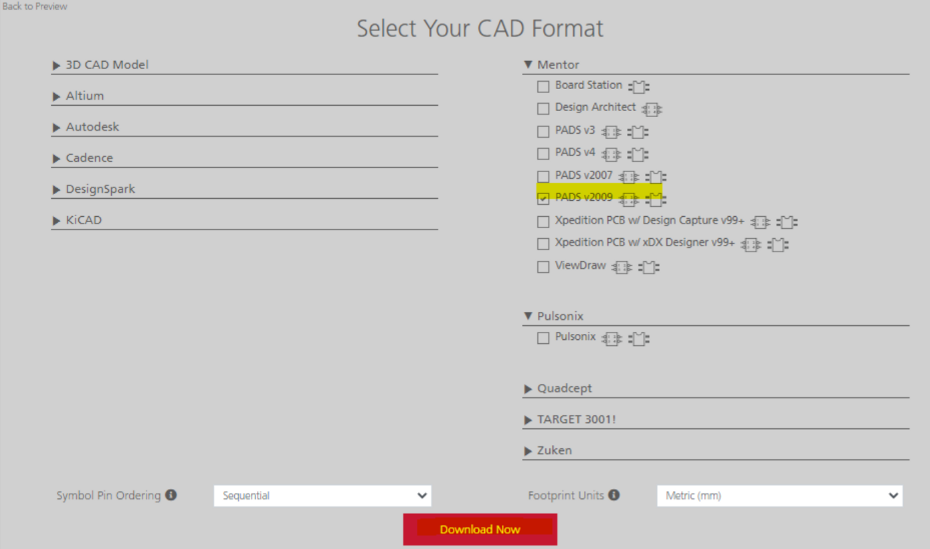 Back to Preview
Select Your CAD Format
3D CAD Model
Altium
Autodesk
Cadence
DesignSpark
KiCAD
Mentor
Board Station
Design Architect
PADS v3
PADS v4
PADS v2007
PADS v2009
Xpedition PCB w/ Design Capture v99+
Xpedition PCB w/ xDX Designer v99+
ViewDraw
Pulsonix
Pulsonix
Quadcept
TARGET 3001!
Zuken
Symbol Pin Ordering
Sequential
Footprint Units
Metric (mm)
Download Now